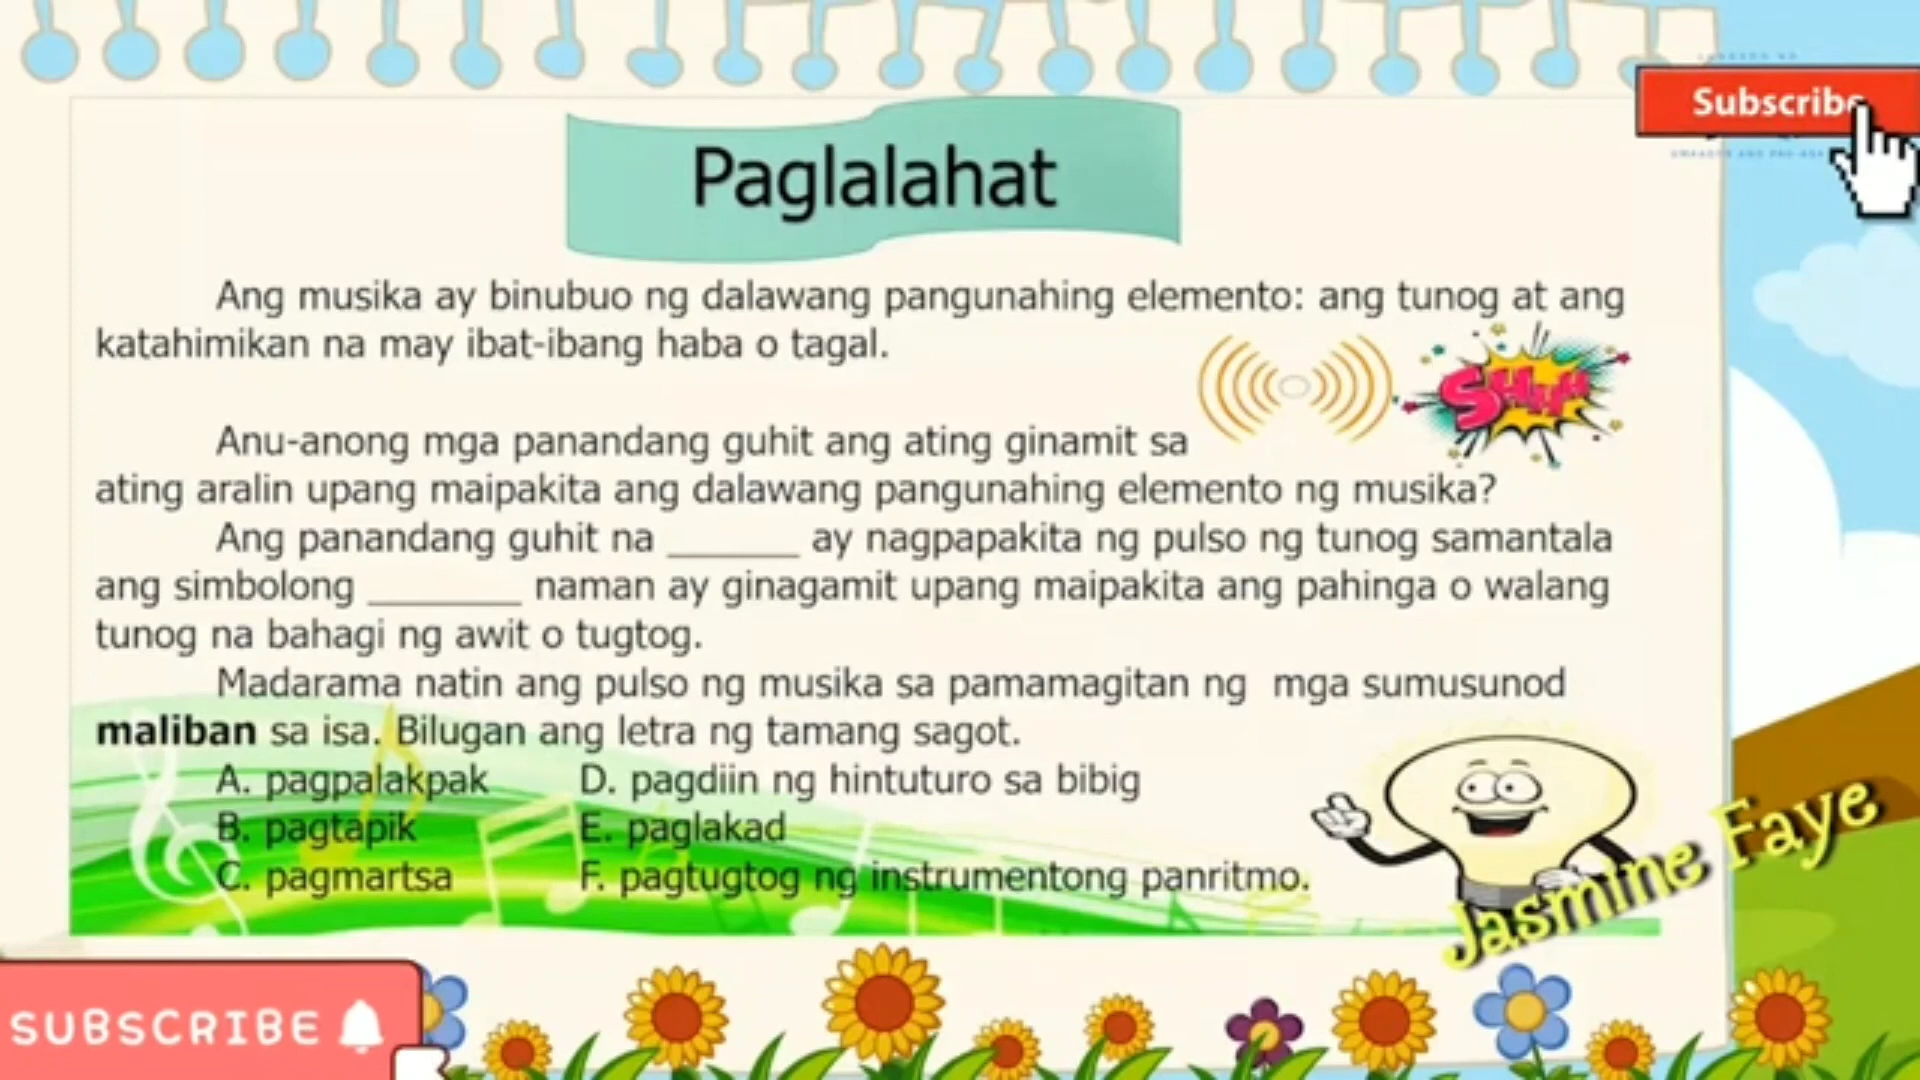 Subscribe
Paglalahat
Ang musika ay binubuo ng dalawang pangunahing elemento: ang tunog at ang
katahimikan na may ibat-ibang haba o tagal.
SHHH
Anu-anong mga panandang guhit ang ating ginamit sa
ating aralin upang maipakita ang dalawang pangunahing elemento ng musika?
Ang panandang guhit na ______ ay nagpapakita ng pulso ng tunog samantala
ang simbolong _______ naman ay ginagamit upang maipakita ang pahinga o walang
tunog na bahagi ng awit o tugtog.
Madarama natin ang pulso ng musika sa pamamagitan ng mga sumusunod
maliban sa isa. Bilugan ang letra ng tamang sagot.
A. pagpalakpak D. pagdiin ng hintuturo sa bibig
B. pagtapik E. paglakad
C. pagmartsa F. pagtugtog ng instrumentong panritmo.
Jasmine Faye
SUBSCRIBE